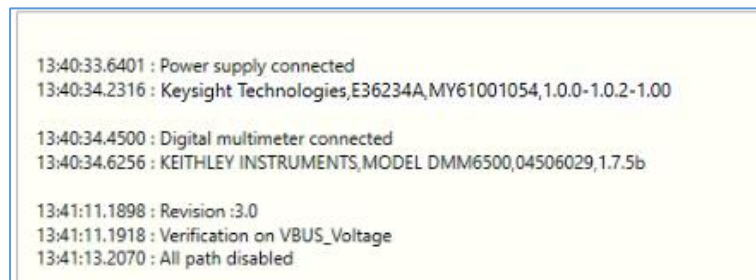 13:40:33.6401 : Power supply connected
13:40:34.2316 : Keysight Technologies,E36234A,MY61001054,1.0.0-1.0.2-1.00
13:40:34.4500 : Digital multimeter connected
13:40:34.6256 : KEITHLEY INSTRUMENTS,MODEL DMM6500,04506029,1.7.5b
13:41:11.1898 : Revision :3.0
13:41:11.1918 : Verification on VBUS_Voltage
13:41:13.2070 : All path disabled